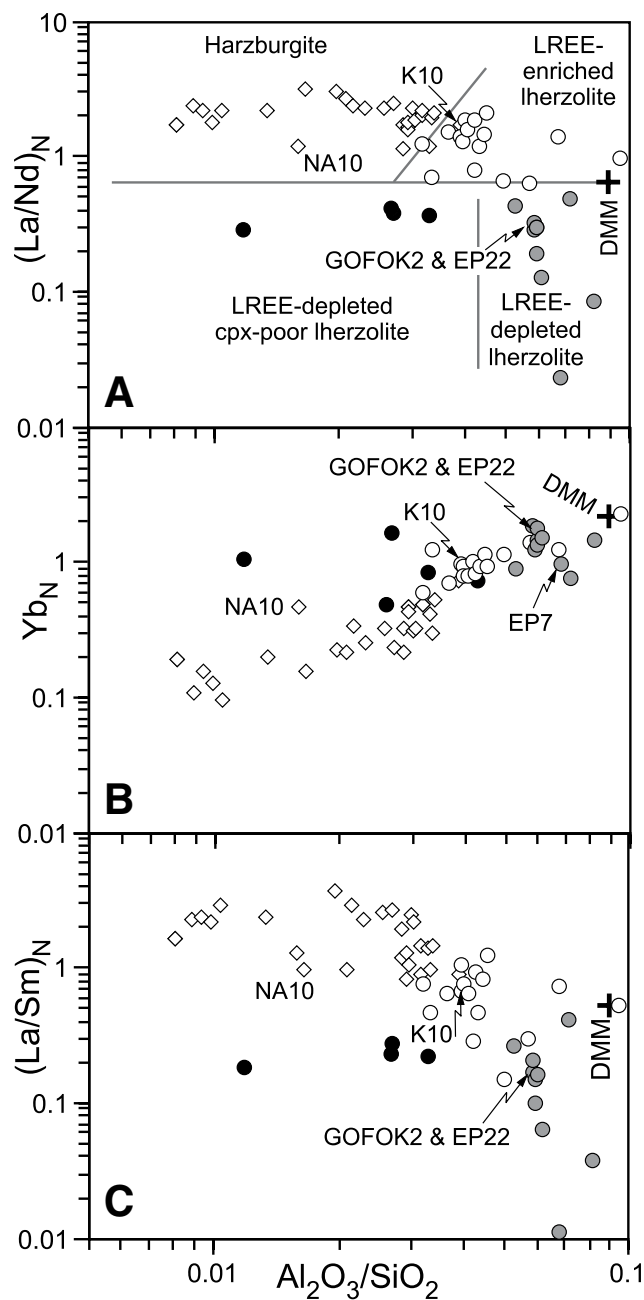 10
1
0.1
0.01
(La/Nd)N
Harzburgite
K10
LREE-
enriched
lherzolite
NA10
DMM
GOFOK2 & EP22
LREE-depleted
cpx-poor lherzolite
LREE-
depleted
lherzolite
A
1
0.1
0.01
YbN
GOFOK2 & EP22
DMM
K10
NA10
EP7
B
1
0.1
0.01
(La/Sm)N
NA10
K10
DMM
GOFOK2 & EP22
C
0.01
0.1
Al2O3/SiO2